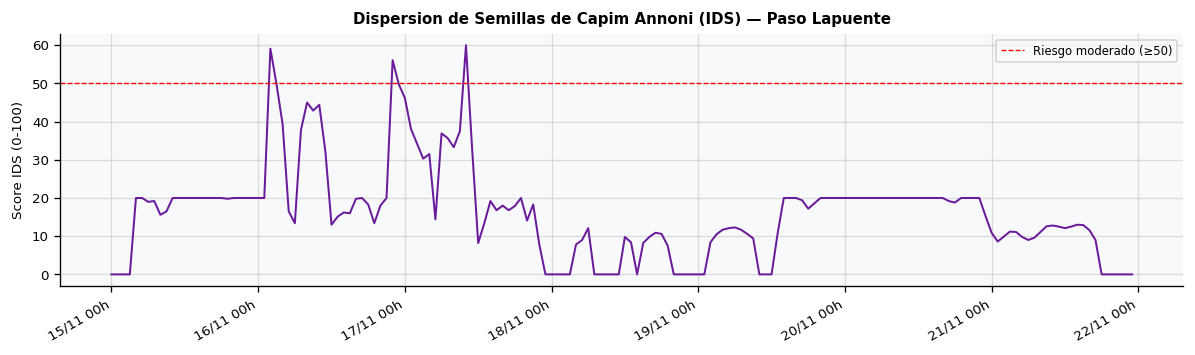 Dispersion de Semillas de Capim Annoni (IDS) — Paso Lapuente
Riesgo moderado (≥50)
Score IDS (0-100)
60
50
40
30
20
10
0
15/11 00h
16/11 00h
17/11 00h
18/11 00h
19/11 00h
20/11 00h
21/11 00h
22/11 00h